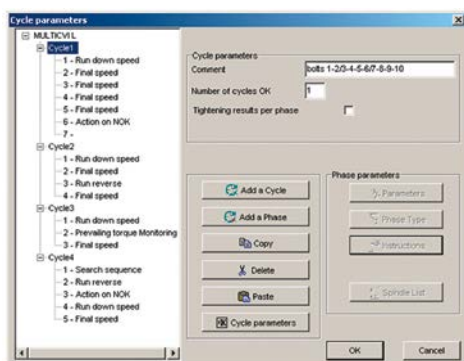 Cycle parameters
MULTICVI L
Cycle1
1 - Run down speed
2 - Final speed
3 - Final speed
4 - Final speed
5 - Final speed
6 - Action on NOK
7 -
Cycle2
1 - Run down speed
2 - Final speed
3 - Run reverse
4 - Final speed
Cycle3
1 - Run down speed
2 - Prevailing torque Monitoring
3 - Final speed
Cycle4
1 - Search sequence
2 - Run reverse
3 - Action on NOK
4 - Run down speed
5 - Final speed
Cycle parameters
Comment bolts 1-2/3-4-5-6/7-8-9-10
Number of cycles OK 1
Tightening results per phase
Add a Cycle
Add a Phase
Copy
Delete
Paste
Cycle parameters
Phase parameters
Parameters
Phase Type
Instructions
Spindle List
OK
Cancel